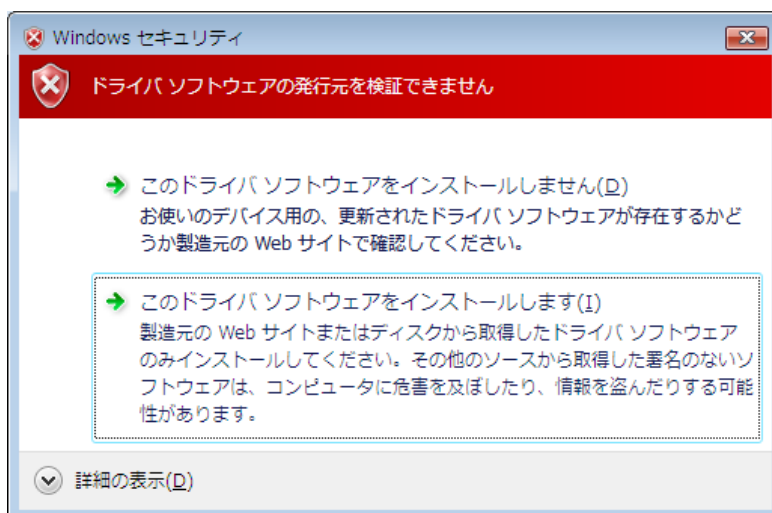 Windows セキュリティ
ドライバ ソフトウェアの発行元を検証できません
このドライバ ソフトウェアをインストールしません(D)
お使いのデバイス用の、更新されたドライバ ソフトウェアが存在するかど
うか製造元の Web サイトで確認してください。
このドライバ ソフトウェアをインストールします(I)
製造元の Web サイトまたはディスクから取得したドライバ ソフトウェア
のみインストールしてください。その他のソースから取得した署名のないソ
フトウェアは、コンピュータに危害を及ぼしたり、情報を盗んだりする可能
性があります。
詳細の表示(D)